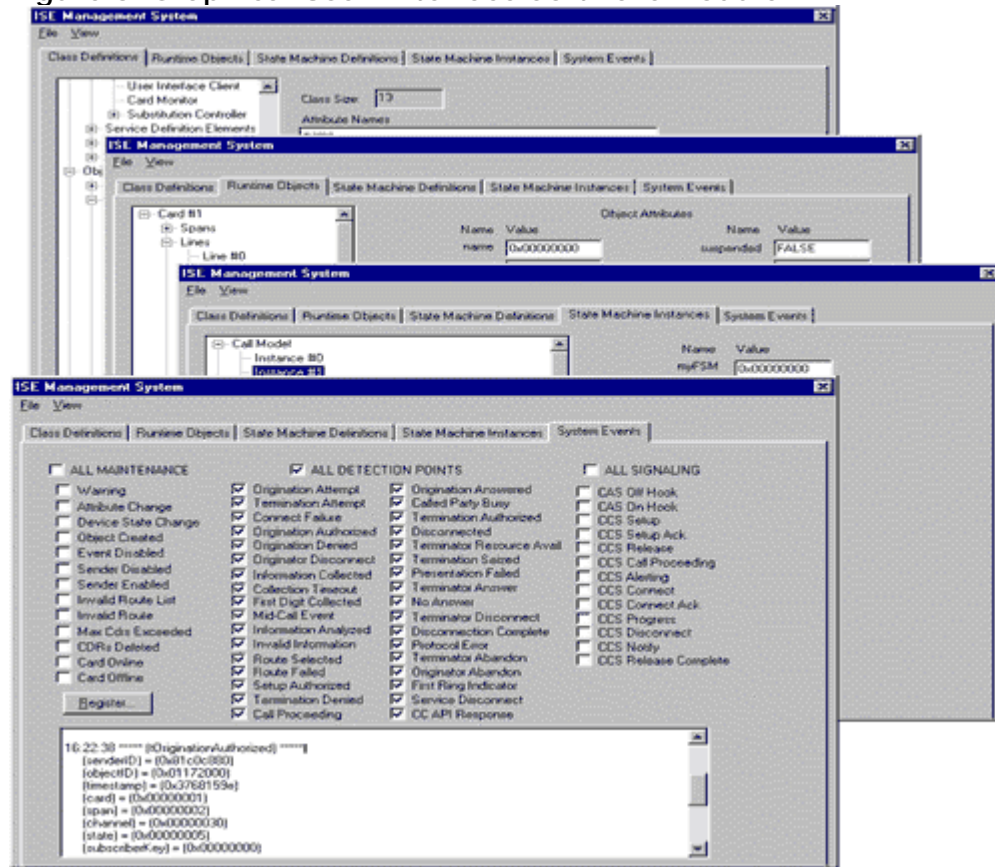 ISE Management System
File View
Class Definitions Runtime Objects State Machine Definitions State Machine Instances System Events
User Interface Client
Card Monitor
Substitution Controller
Service Definition Elements
Obj
Class Size: 13
Attribute Names
ISE Management System
File View
Class Definitions Runtime Objects State Machine Definitions State Machine Instances System Events
Card #1
Spans
Lines
Line #0
Object Attributes
Name Value Name Value
name 0x00000000 suspended FALSE
ISE Management System
File View
Class Definitions Runtime Objects State Machine Definitions State Machine Instances System Events
Call Model
Instance #0
Instance #1
Name Value
myFSM 0x00000000
ISE Management System
File View
Class Definitions Runtime Objects State Machine Definitions State Machine Instances System Events
ALL MAINTENANCE
Warning
Attribute Change
Device State Change
Object Created
Event Disabled
Sender Disabled
Sender Enabled
Invalid Route List
Invalid Route
Max Cdrs Exceeded
CDRs Deleted
Card Online
Card Offline
Register...
ALL DETECTION POINTS
Origination Attempt
Termination Attempt
Connect Failure
Origination Authorized
Origination Denied
Originator Disconnect
Information Collected
Collection Timeout
First Digit Collected
Mid-Call Event
Information Analyzed
Invalid Information
Route Selected
Route Failed
Setup Authorized
Termination Denied
Call Proceeding
Origination Answered
Called Party Busy
Termination Authorized
Disconnected
Terminator Resource Avail
Termination Seized
Presentation Failed
Terminator Answer
No Answer
Terminator Disconnect
Disconnection Complete
Protocol Error
Terminator Abandon
Originator Abandon
First Ring Indicator
Service Disconnect
CC API Response
ALL SIGNALING
CAS Off Hook
CAS On Hook
CCS Setup
CCS Setup Ack.
CCS Release
CCS Call Proceeding
CCS Alerting
CCS Connect
CCS Connect Ack.
CCS Progress
CCS Disconnect
CCS Notify
CCS Release Complete
16:22:38 ***** (tOriginationAuthorized) *****
(senderID) = (0x81c0c880)
(objectID) = (0x01172000)
(timestamp) = (0x3768159e)
(card) = (0x00000001)
(span) = (0x00000002)
(channel) = (0x00000030)
(state) = (0x00000005)
(subscriberKey) = (0x00000000)